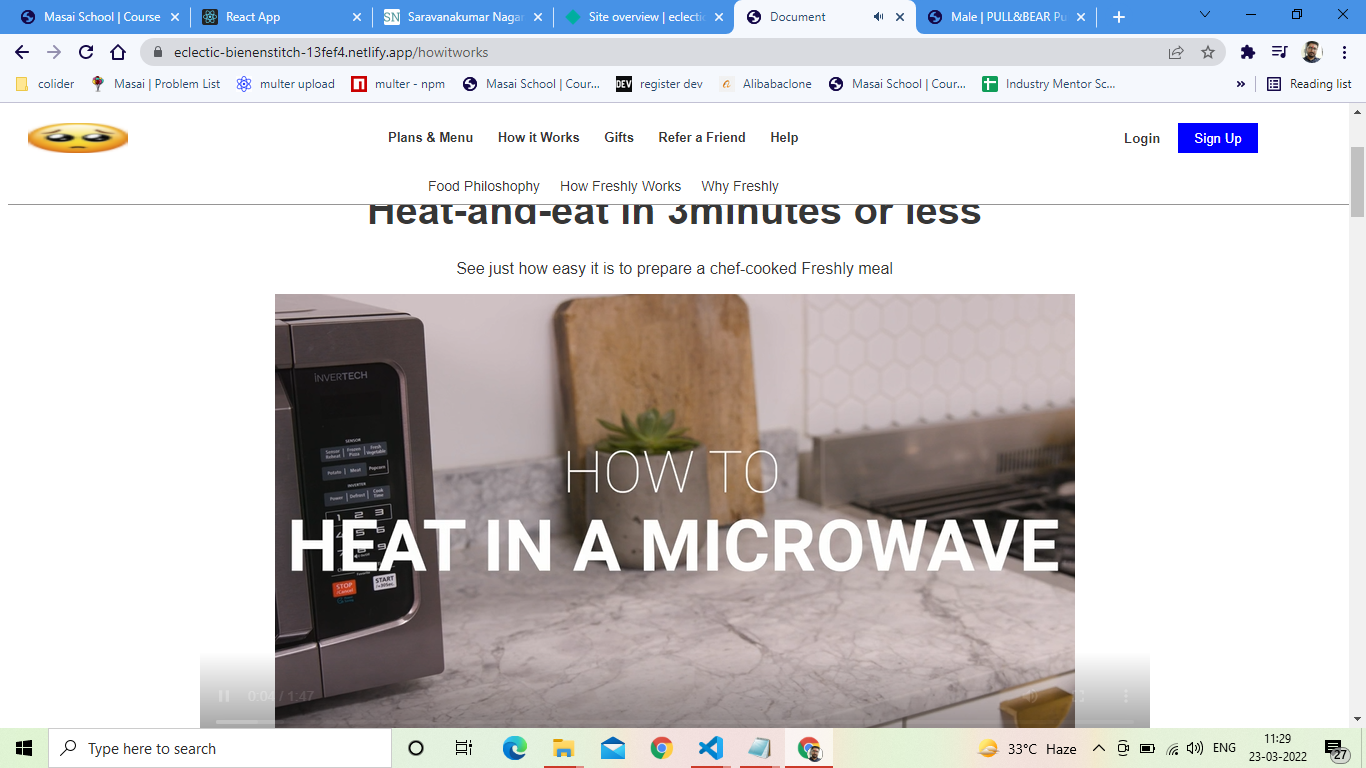 Masai School | Course
React App
Saravanakumar Nagar
Site overview | eclectic
Document
Male | PULL&BEAR Pu
eclectic-bienenstitch-13fef4.netlify.app/howitworks
colider
Masai | Problem List
multer upload
multer - npm
Masai School | Cour...
DEV
register dev
Alibabaclone
Masai School | Cour...
Industry Mentor Sc...
»
Reading list
Plans & Menu How it Works Gifts Refer a Friend Help
Login Sign Up
Food Philoshophy How Freshly Works Why Freshly
Heat-and-eat in 3minutes or less
See just how easy it is to prepare a chef-cooked Freshly meal
INVERTECH
SENSOR
Sensor Reheat Frozen Pizza Fresh Vegetable
Potato Meat Popcorn
INVERTER
Power Defrost Cook Time
1 2 3
STOP
START
HOW TO
HEAT IN A MICROWAVE
0:04 / 1:47
Type here to search
33°C Haze
ENG
11:29
23-03-2022
27